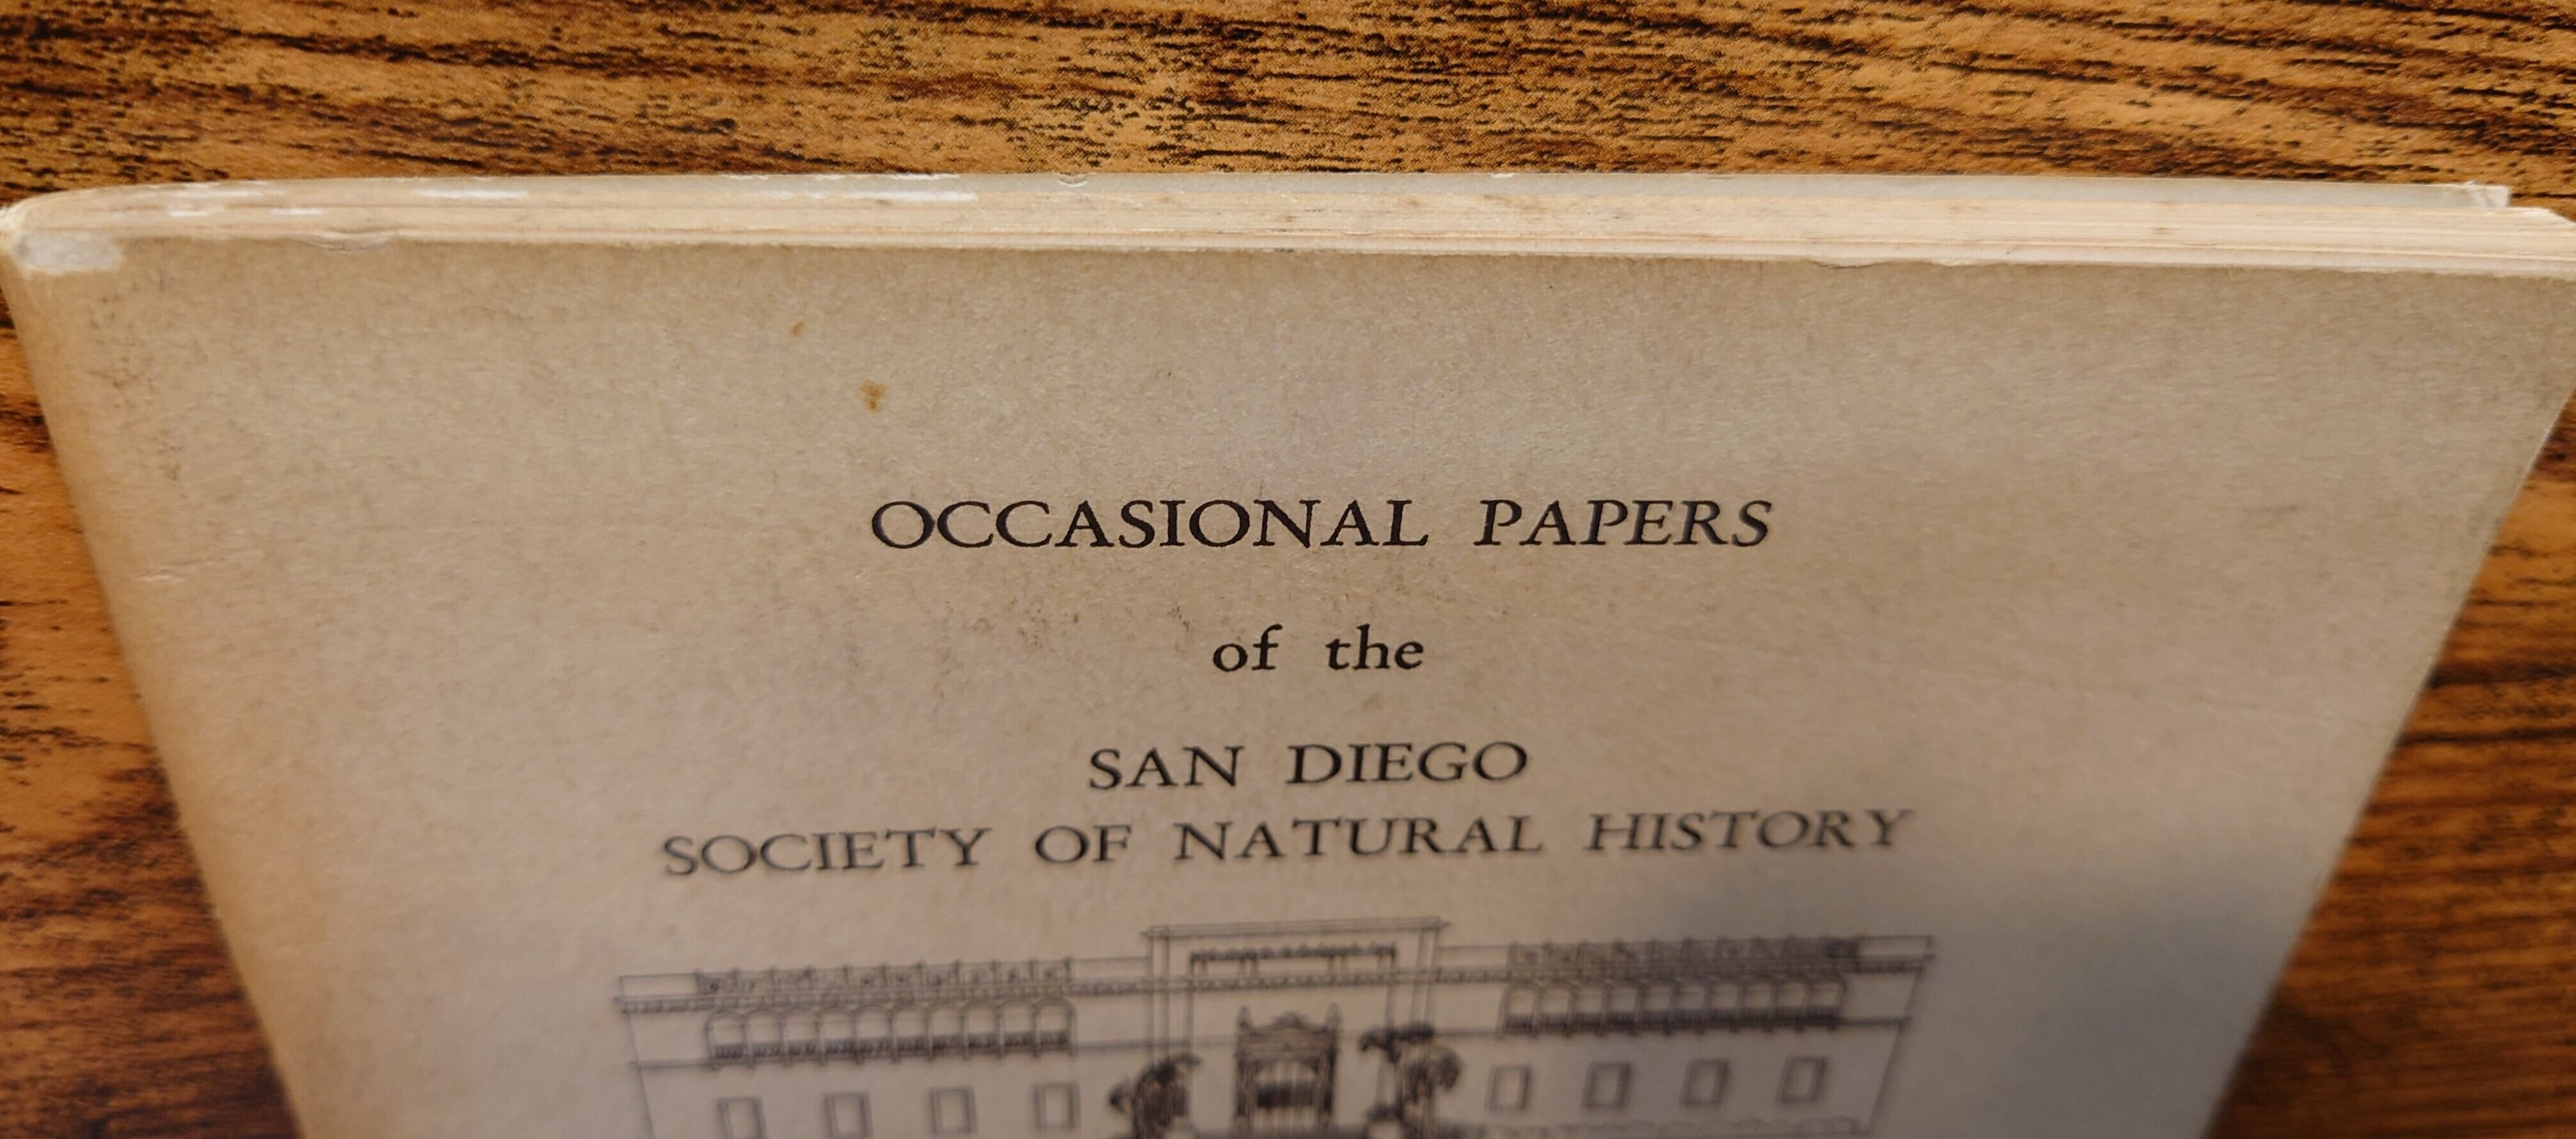 OCCASIONAL PAPERS
of the
SAN DIEGO
SOCIETY OF NATURAL HISTORY